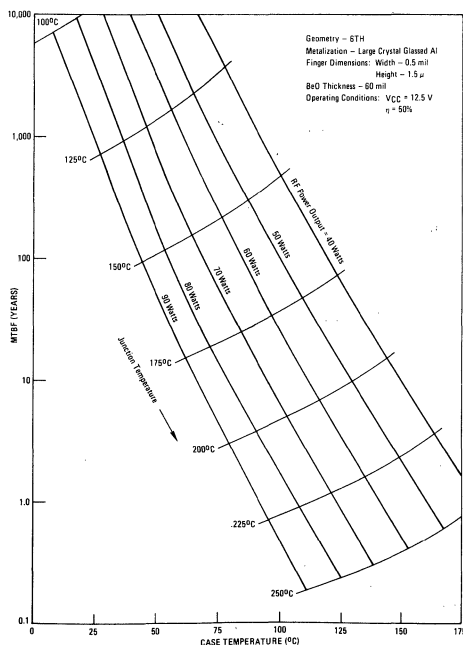 10,000
100°C
Geometry – 6TH
Metalization – Large Crystal Glassed Al
Finger Dimensions: Width – 0.5 mil
Height – 1.5 μ
BeO Thickness – 60 mil
Operating Conditions: VCC = 12.5 V
η = 50%
1,000
125°C
RF Power Output = 40 Watts
50 Watts
60 Watts
70 Watts
80 Watts
90 Watts
150°C
100
MTBF (YEARS)
Junction Temperature
175°C
10
200°C
1.0
225°C
250°C
0.1
0
25
50
75
100
125
150
175
CASE TEMPERATURE (°C)